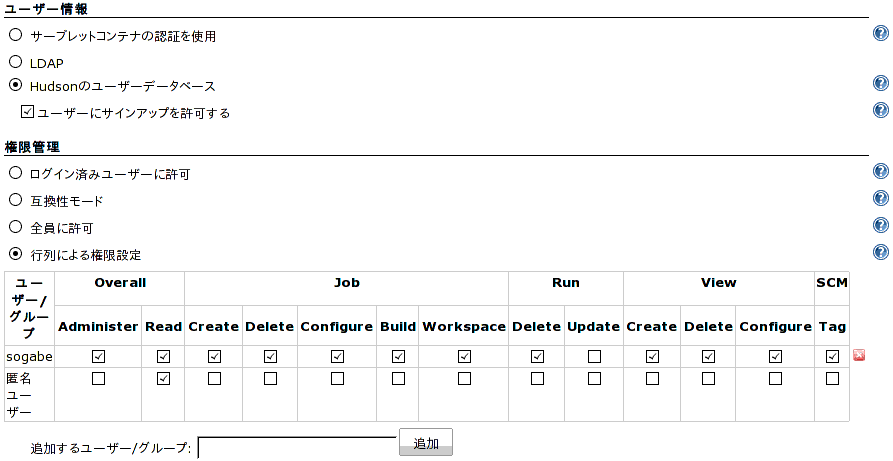 ユーザー情報
サーブレットコンテナの認証を使用
LDAP
Hudsonのユーザーデータベース
ユーザーにサインアップを許可する
権限管理
ログイン済みユーザーに許可
互換性モード
全員に許可
行列による権限設定
ユーザー/グループ Overall Job Run View SCM
Administer Read Create Delete Configure Build Workspace Delete Update Create Delete Configure Tag
sogabe
匿名
ユー
ザー
追加するユーザー/グループ: 追加